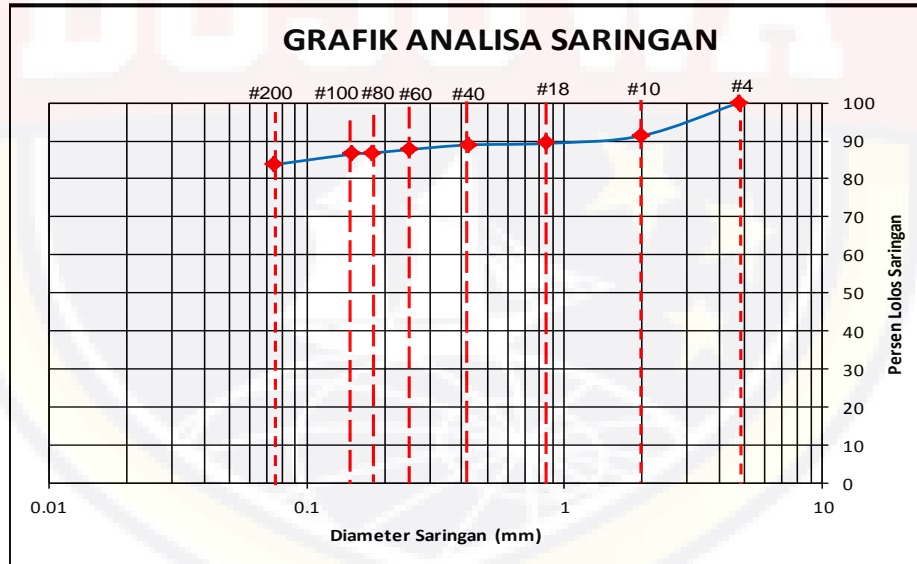 GRAFIK ANALISA SARINGAN
#200 #100 #80 #60 #40 #18 #10 #4
100
90
80
70
60
50
40
30
20
10
0
Persen Lolos Saringan
0.01 0.1 1 10
Diameter Saringan (mm)